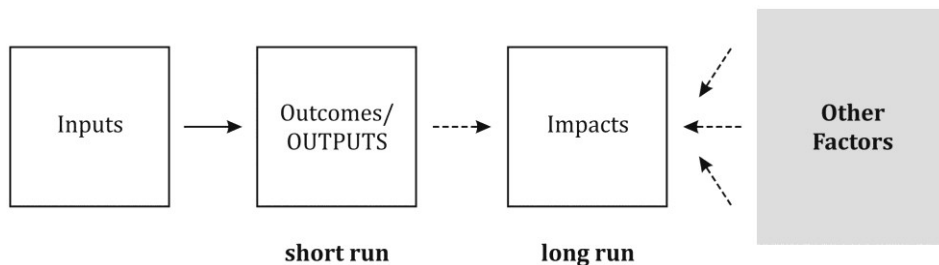 Inputs
Outcomes/
OUTPUTS
Impacts
Other
Factors
short run
long run